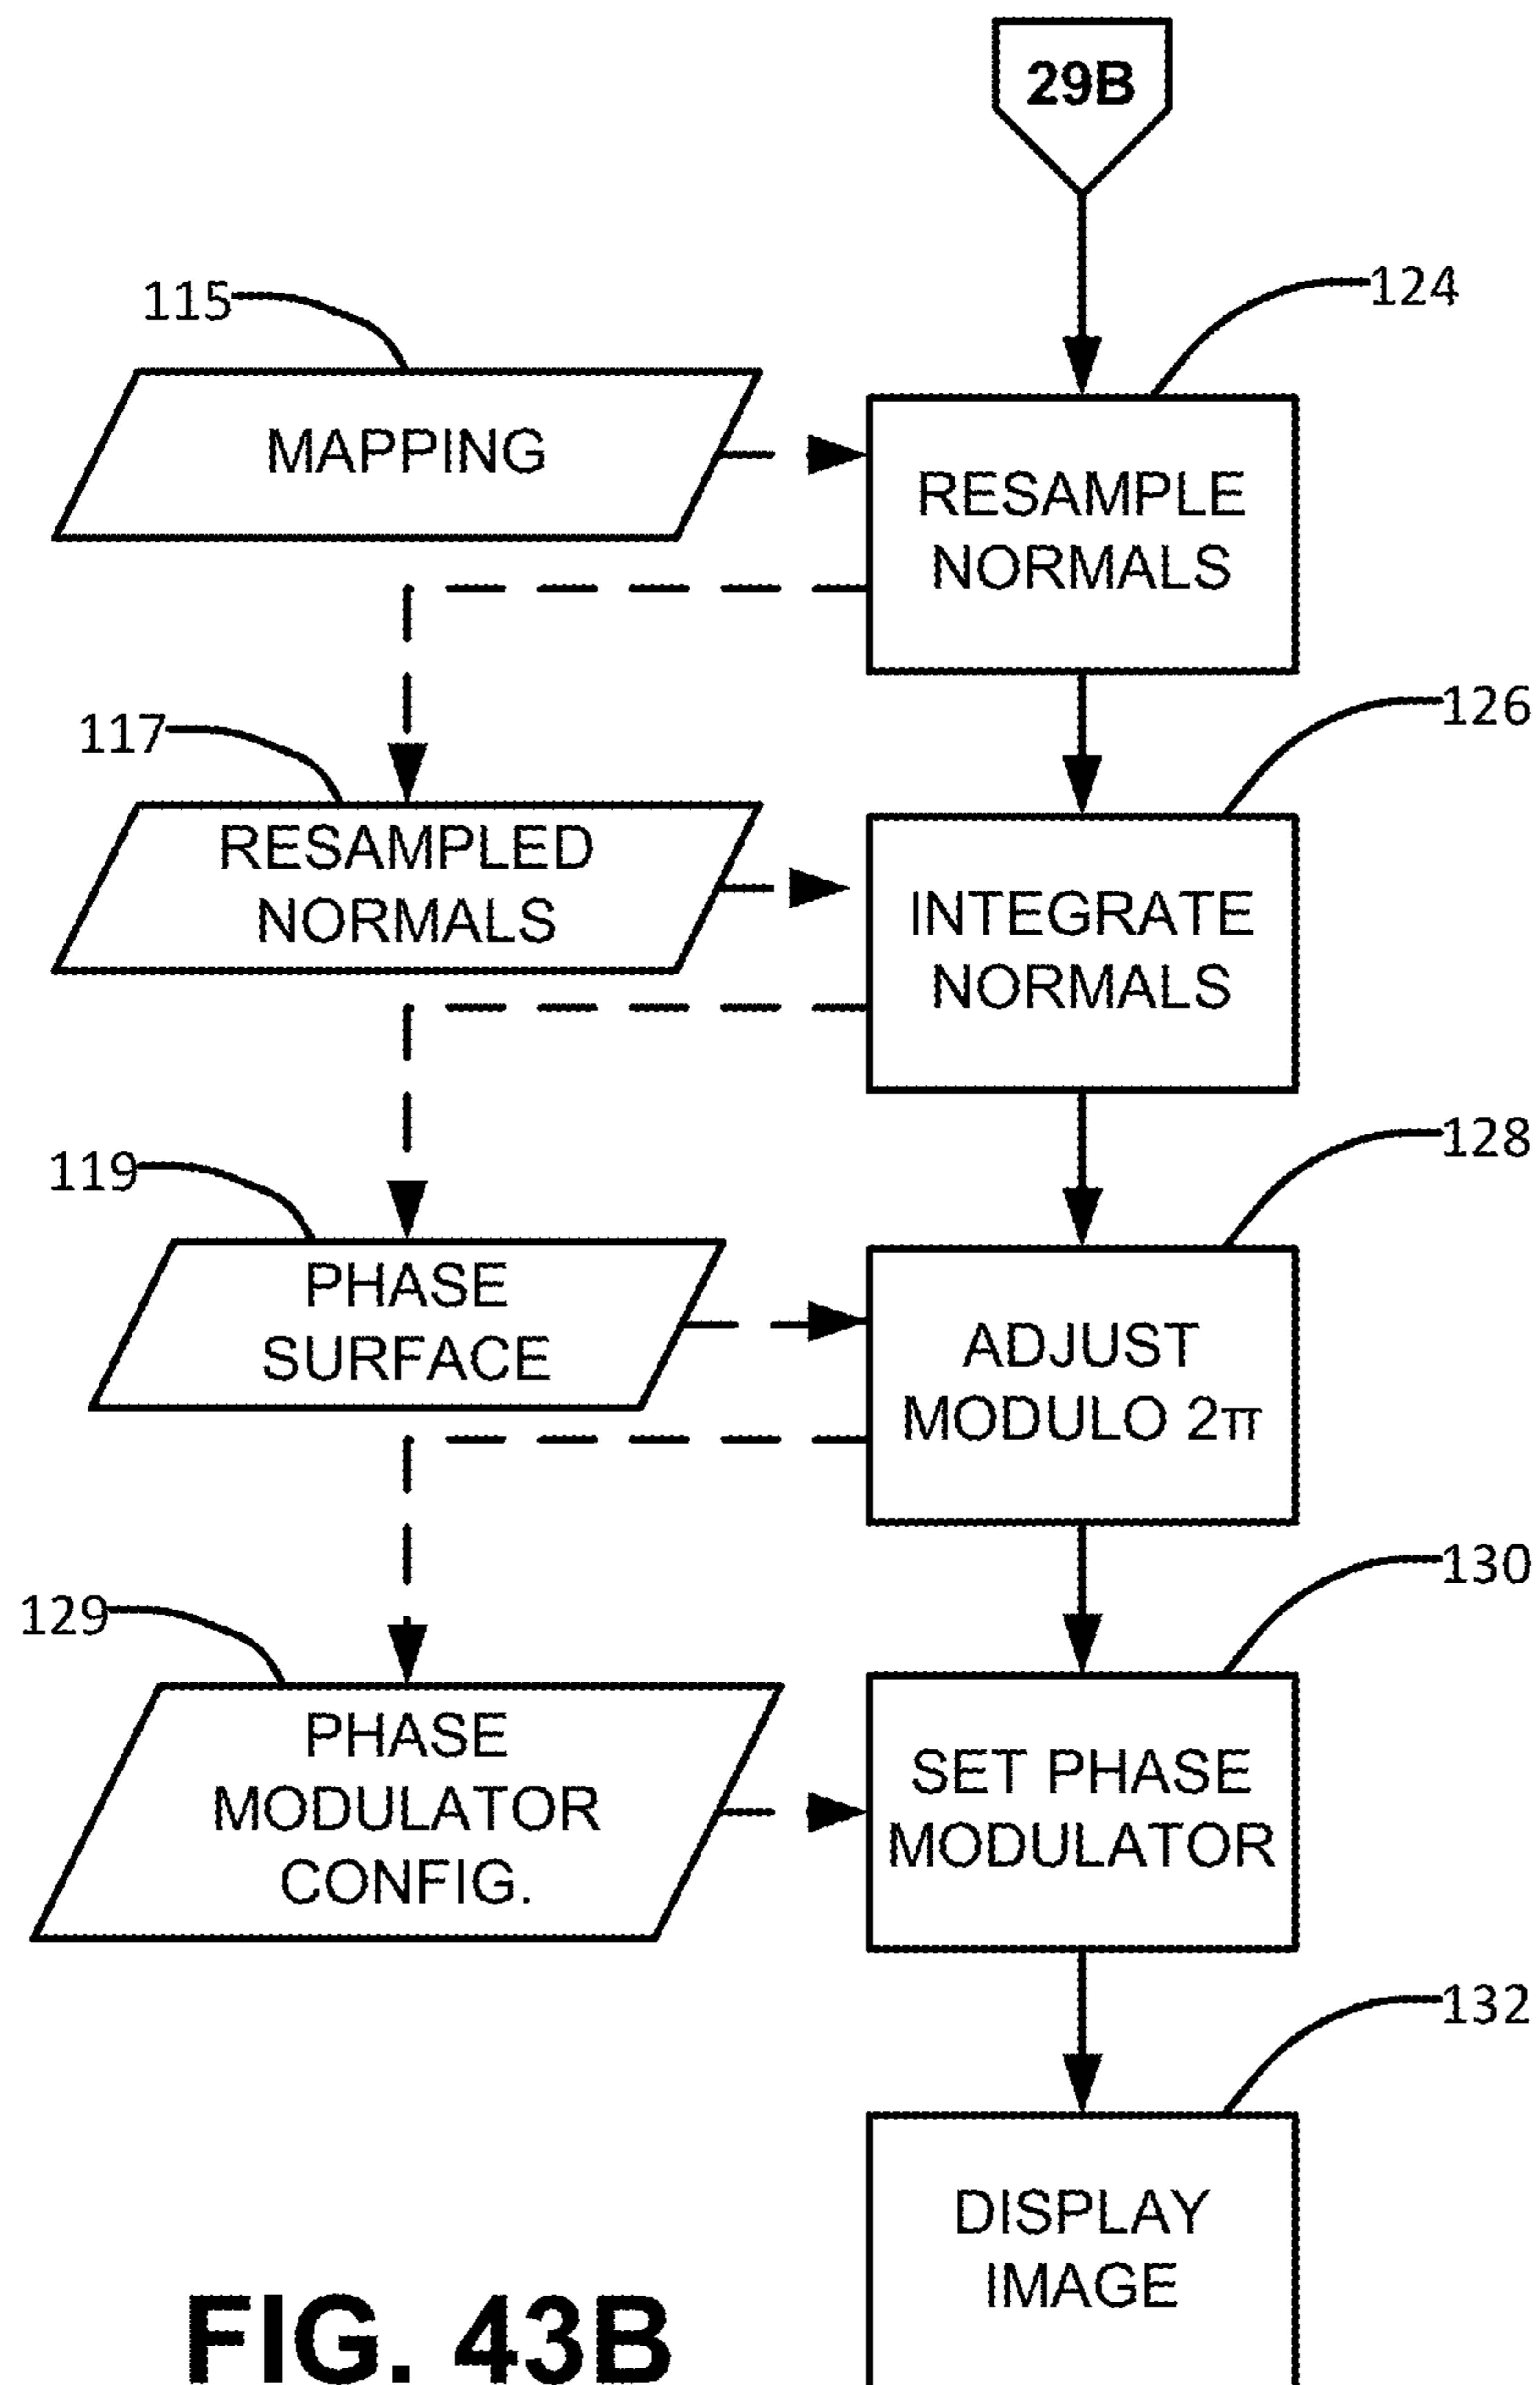 29B
124
115
MAPPING
RESAMPLE
NORMALS
126
117
RESAMPLED
NORMALS
INTEGRATE
NORMALS
128
119
PHASE
SURFACE
ADJUST
MODULO 2π
130
129
PHASE
MODULATOR
CONFIG.
SET PHASE
MODULATOR
132
DISPLAY
IMAGE
FIG. 43B